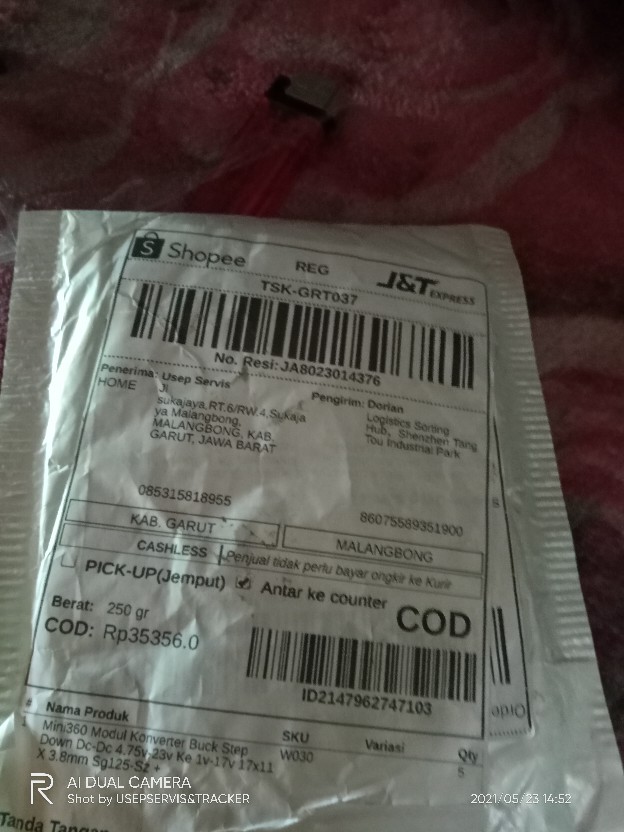 Shopee
REG
J&T EXPRESS
TSK-GRT037
No. Resi: JA8023014376
Penerima: Usep Servis
HOME
Jl.
sukajaya,RT.6/RW.4,Sukaja
ya Malangbong,
MALANGBONG, KAB.
GARUT, JAWA BARAT
085315818955
Pengirim: Dorian
Logistics Sorting
Hub, Shenzhen Tang
Tou Industrial Park
86075589351900
KAB. GARUT
MALANGBONG
CASHLESS
Penjual tidak perlu bayar ongkir ke Kurir
PICK-UP(Jemput)
Antar ke counter
Berat: 250 gr
COD: Rp35356.0
COD
ID2147962747103
# Nama Produk SKU Variasi Qty
1 Mini360 Modul Konverter Buck Step W030 5
Down Dc-Dc 4.75v-23v Ke 1v-17v 17x11
X 3.8mm Sg125-Sz +
AI DUAL CAMERA
Shot by USEPSERVIS&TRACKER
2021/05/23 14:52